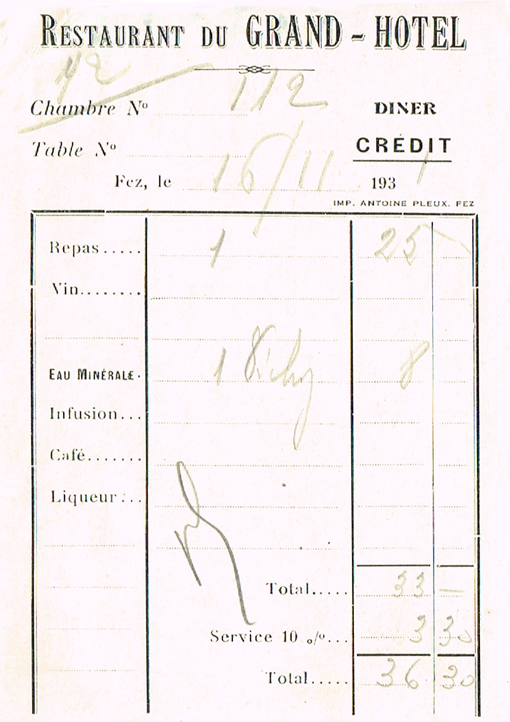 RESTAURANT DU GRAND-HOTEL
42
Chambre Nº 112 DINER
Table Nº CRÉDIT
Fez, le 16/11 1931
IMP. ANTOINE PLEUX. FEZ
Repas..... 1 25 —
Vin........
EAU MINÉRALE. 1 Vichy 8
Infusion...
Café.......
Liqueur:..
Total..... 33 —
Service 10 o/o... 3 30
Total..... 36 30